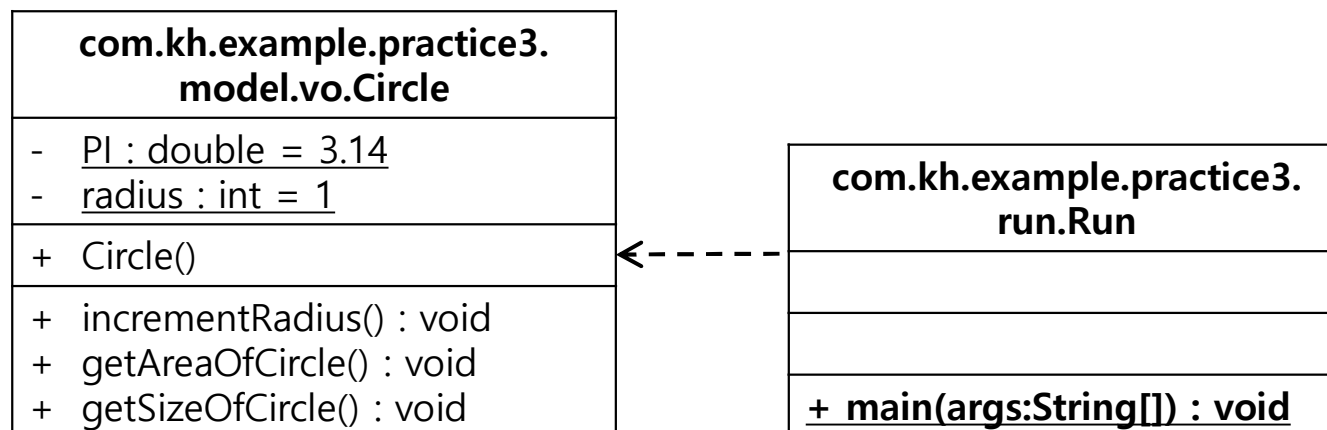 com.kh.example.practice3.
model.vo.Circle
- PI : double = 3.14
- radius : int = 1
+ Circle()
+ incrementRadius() : void
+ getAreaOfCircle() : void
+ getSizeOfCircle() : void
com.kh.example.practice3.
run.Run
+ main(args:String[]) : void